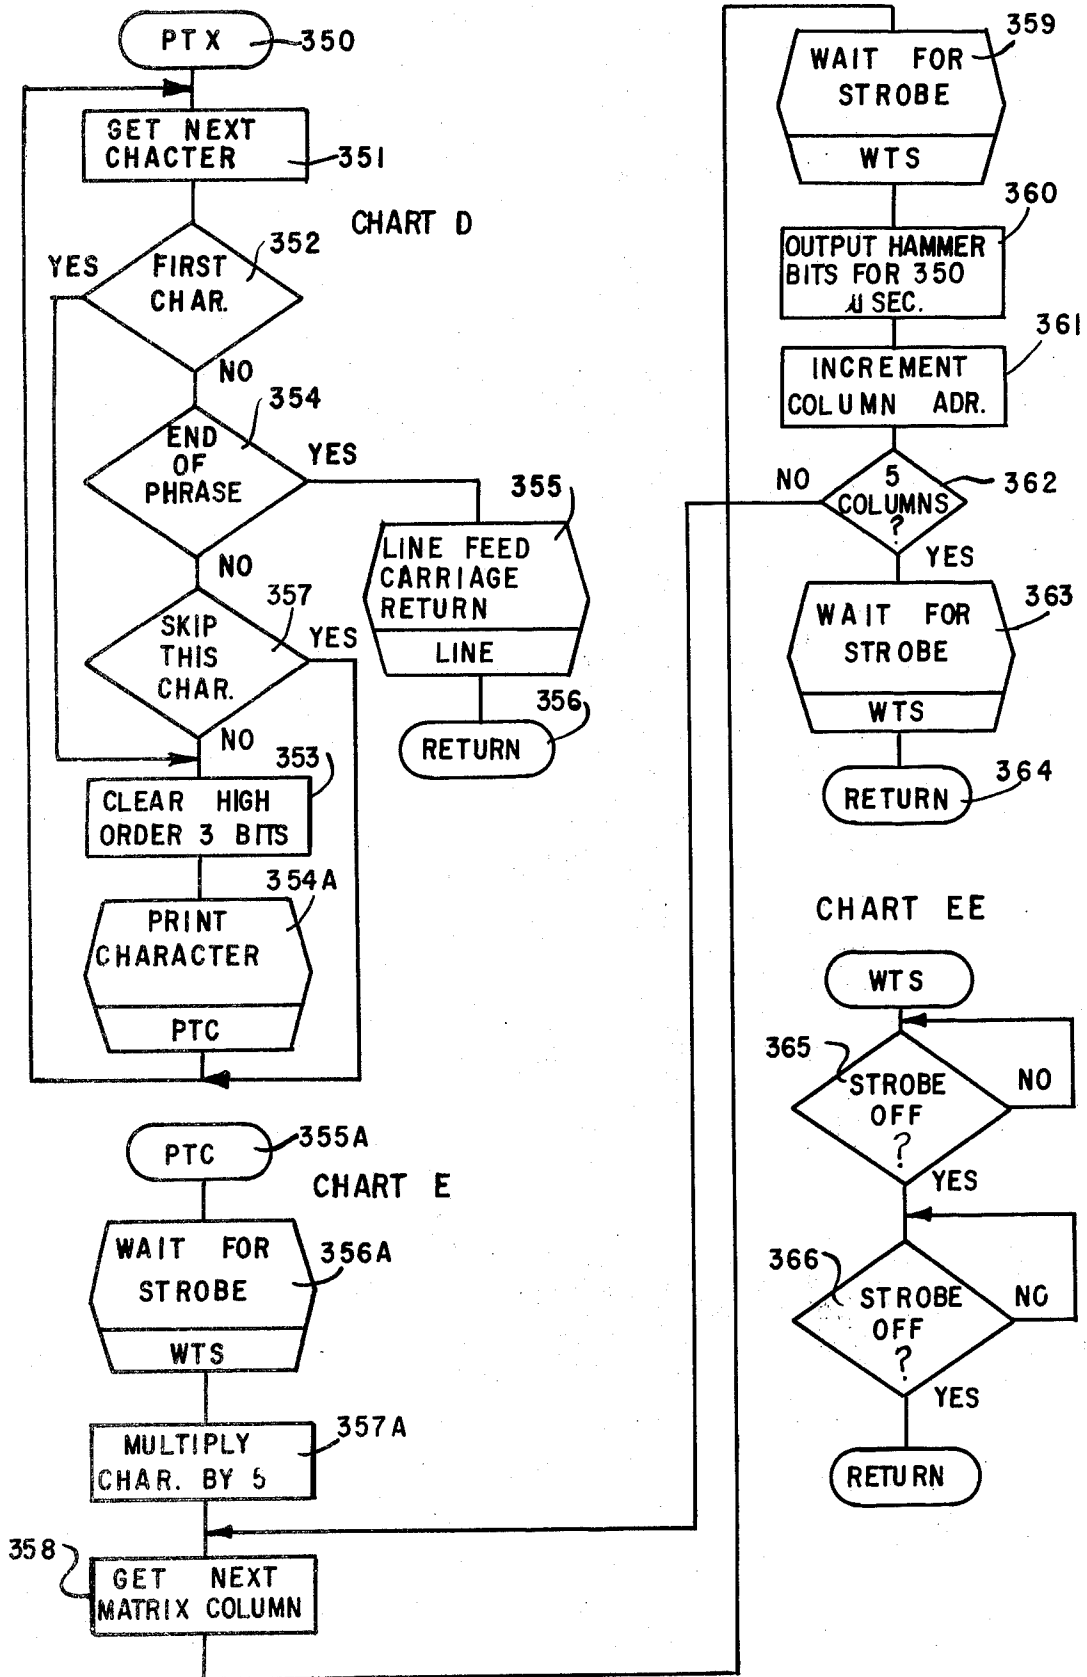 PTX
350
GET NEXT
CHACTER
351
CHART D
352
YES
FIRST
CHAR.
NO
354
END
OF
PHRASE
YES
355
LINE FEED
CARRIAGE
RETURN
LINE
NO
357
SKIP
THIS
CHAR.
YES
356
RETURN
NO
353
CLEAR HIGH
ORDER 3 BITS
354A
PRINT
CHARACTER
PTC
PTC
355A
CHART E
WAIT FOR
STROBE
356A
WTS
MULTIPLY
CHAR. BY 5
357A
358
GET NEXT
MATRIX COLUMN
359
WAIT FOR
STROBE
WTS
360
OUTPUT HAMMER
BITS FOR 350
µ SEC.
361
INCREMENT
COLUMN ADR.
NO
5
COLUMNS
?
362
YES
363
WAIT FOR
STROBE
WTS
364
RETURN
CHART EE
WTS
365
STROBE
OFF
?
NO
YES
366
STROBE
OFF
?
NO
YES
RETURN